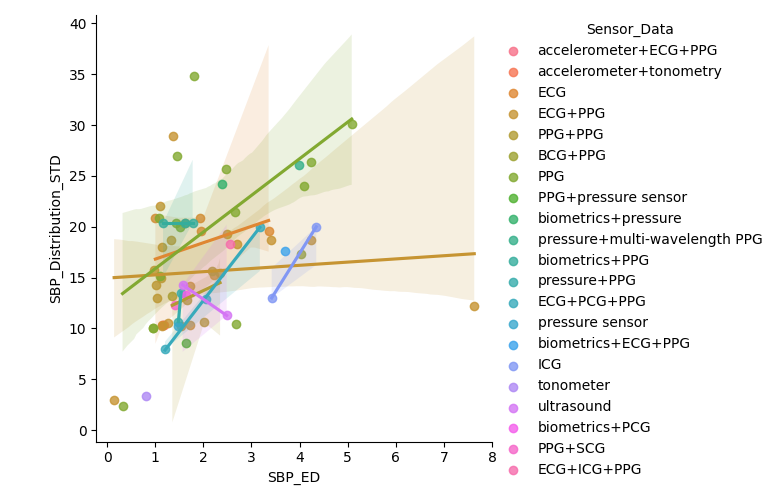 Sensor_Data
accelerometer+ECG+PPG
accelerometer+tonometry
ECG
ECG+PPG
PPG+PPG
BCG+PPG
PPG
PPG+pressure sensor
biometrics+pressure
pressure+multi-wavelength PPG
biometrics+PPG
pressure+PPG
ECG+PCG+PPG
pressure sensor
biometrics+ECG+PPG
ICG
tonometer
ultrasound
biometrics+PCG
PPG+SCG
ECG+ICG+PPG
SBP_Distribution_STD
40
35
30
25
20
15
10
5
0
0 1 2 3 4 5 6 7 8
SBP_ED